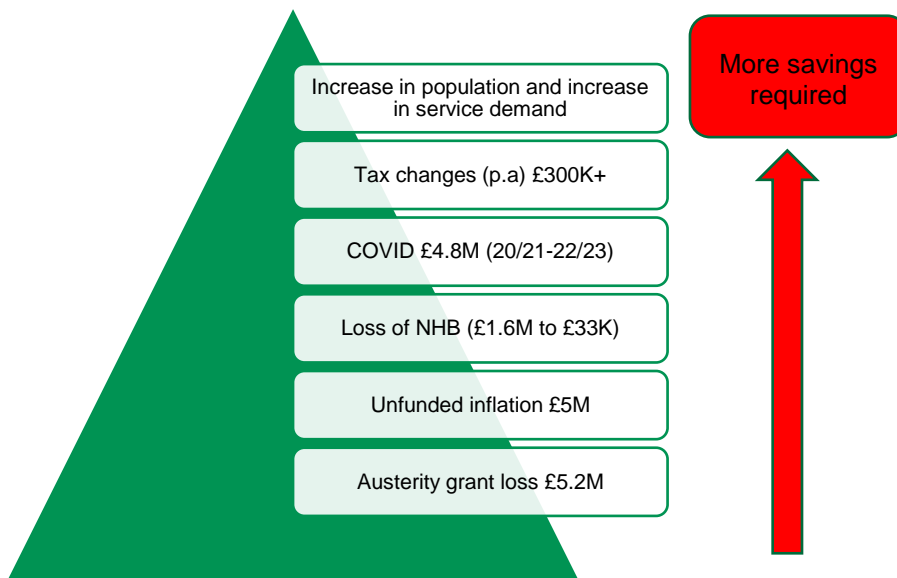 Increase in population and increase
in service demand
Tax changes (p.a) £300K+
COVID £4.8M (20/21-22/23)
Loss of NHB (£1.6M to £33K)
Unfunded inflation £5M
Austerity grant loss £5.2M
More savings
required